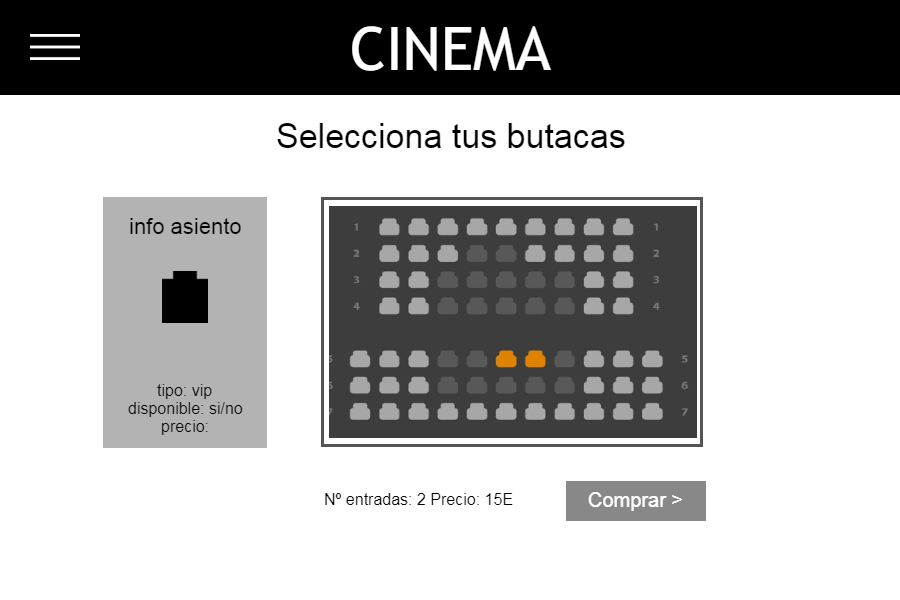 CINEMA
Selecciona tus butacas
info asiento
tipo: vip
disponible: si/no
precio:
1 1
2 2
3 3
4 4
5 5
6 6
7 7
Nº entradas: 2 Precio: 15E
Comprar >